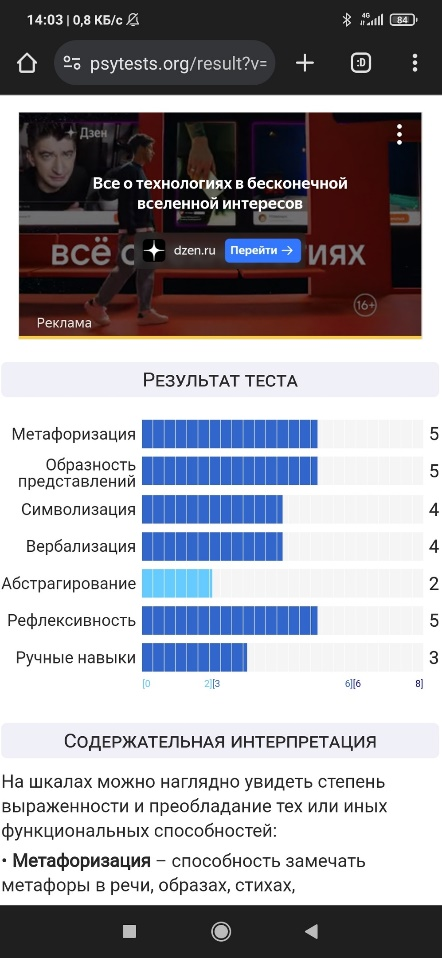 14:03 | 0,8 КБ/с
4G
84
psytests.org/result?v=
:D
Дзен
Все о технологиях в бесконечной
вселенной интересов
ВСЁ О
ИЯХ
dzen.ru
Перейти →
16+
Реклама
Результат теста
Метафоризация 5
Образность
представлений 5
Символизация 4
Вербализация 4
Абстрагирование 2
Рефлексивность 5
Ручные навыки 3
[0 2][3 6][6 8]
Содержательная интерпретация
На шкалах можно наглядно увидеть степень
выраженности и преобладание тех или иных
функциональных способностей:
• Метафоризация – способность замечать
метафоры в речи, образах, стихах,